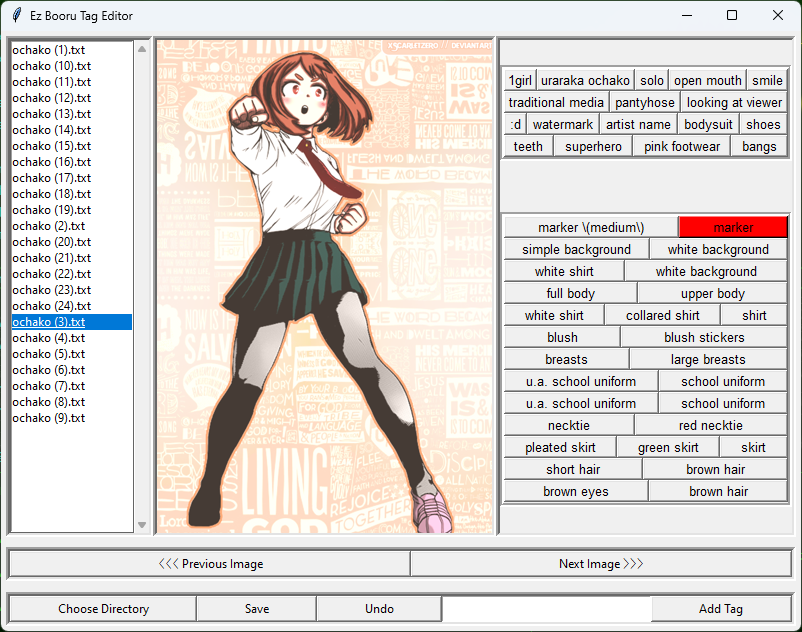 Ez Booru Tag Editor
ochako (1).txt
ochako (10).txt
ochako (11).txt
ochako (12).txt
ochako (13).txt
ochako (14).txt
ochako (15).txt
ochako (16).txt
ochako (17).txt
ochako (18).txt
ochako (19).txt
ochako (2).txt
ochako (20).txt
ochako (21).txt
ochako (22).txt
ochako (23).txt
ochako (24).txt
ochako (3).txt
ochako (4).txt
ochako (5).txt
ochako (6).txt
ochako (7).txt
ochako (8).txt
ochako (9).txt
XSCARLETZERO // DEVIANTART
LIVING
GOD
REJOICE
TOGETHER
1girl uraraka ochako solo open mouth smile
traditional media pantyhose looking at viewer
:d watermark artist name bodysuit shoes
teeth superhero pink footwear bangs
marker \(medium\) marker
simple background white background
white shirt white background
full body upper body
white shirt collared shirt shirt
blush blush stickers
breasts large breasts
u.a. school uniform school uniform
u.a. school uniform school uniform
necktie red necktie
pleated skirt green skirt skirt
short hair brown hair
brown eyes brown hair
<<< Previous Image Next Image >>>
Choose Directory Save Undo Add Tag